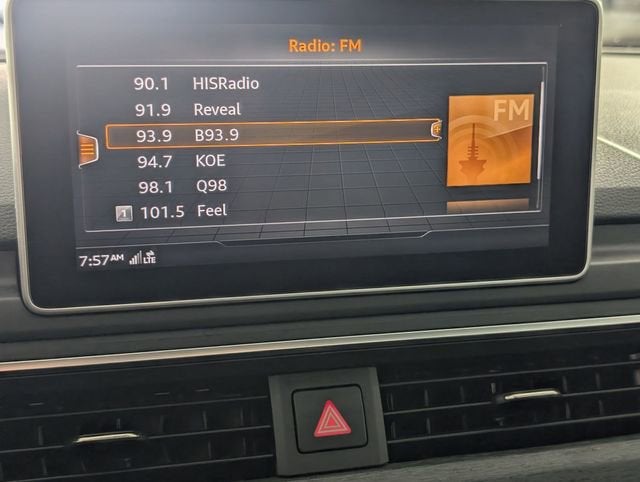 Radio: FM
90.1 HISRadio
91.9 Reveal
93.9 B93.9
94.7 KOE
98.1 Q98
1 101.5 Feel
FM
7:57AM LTE